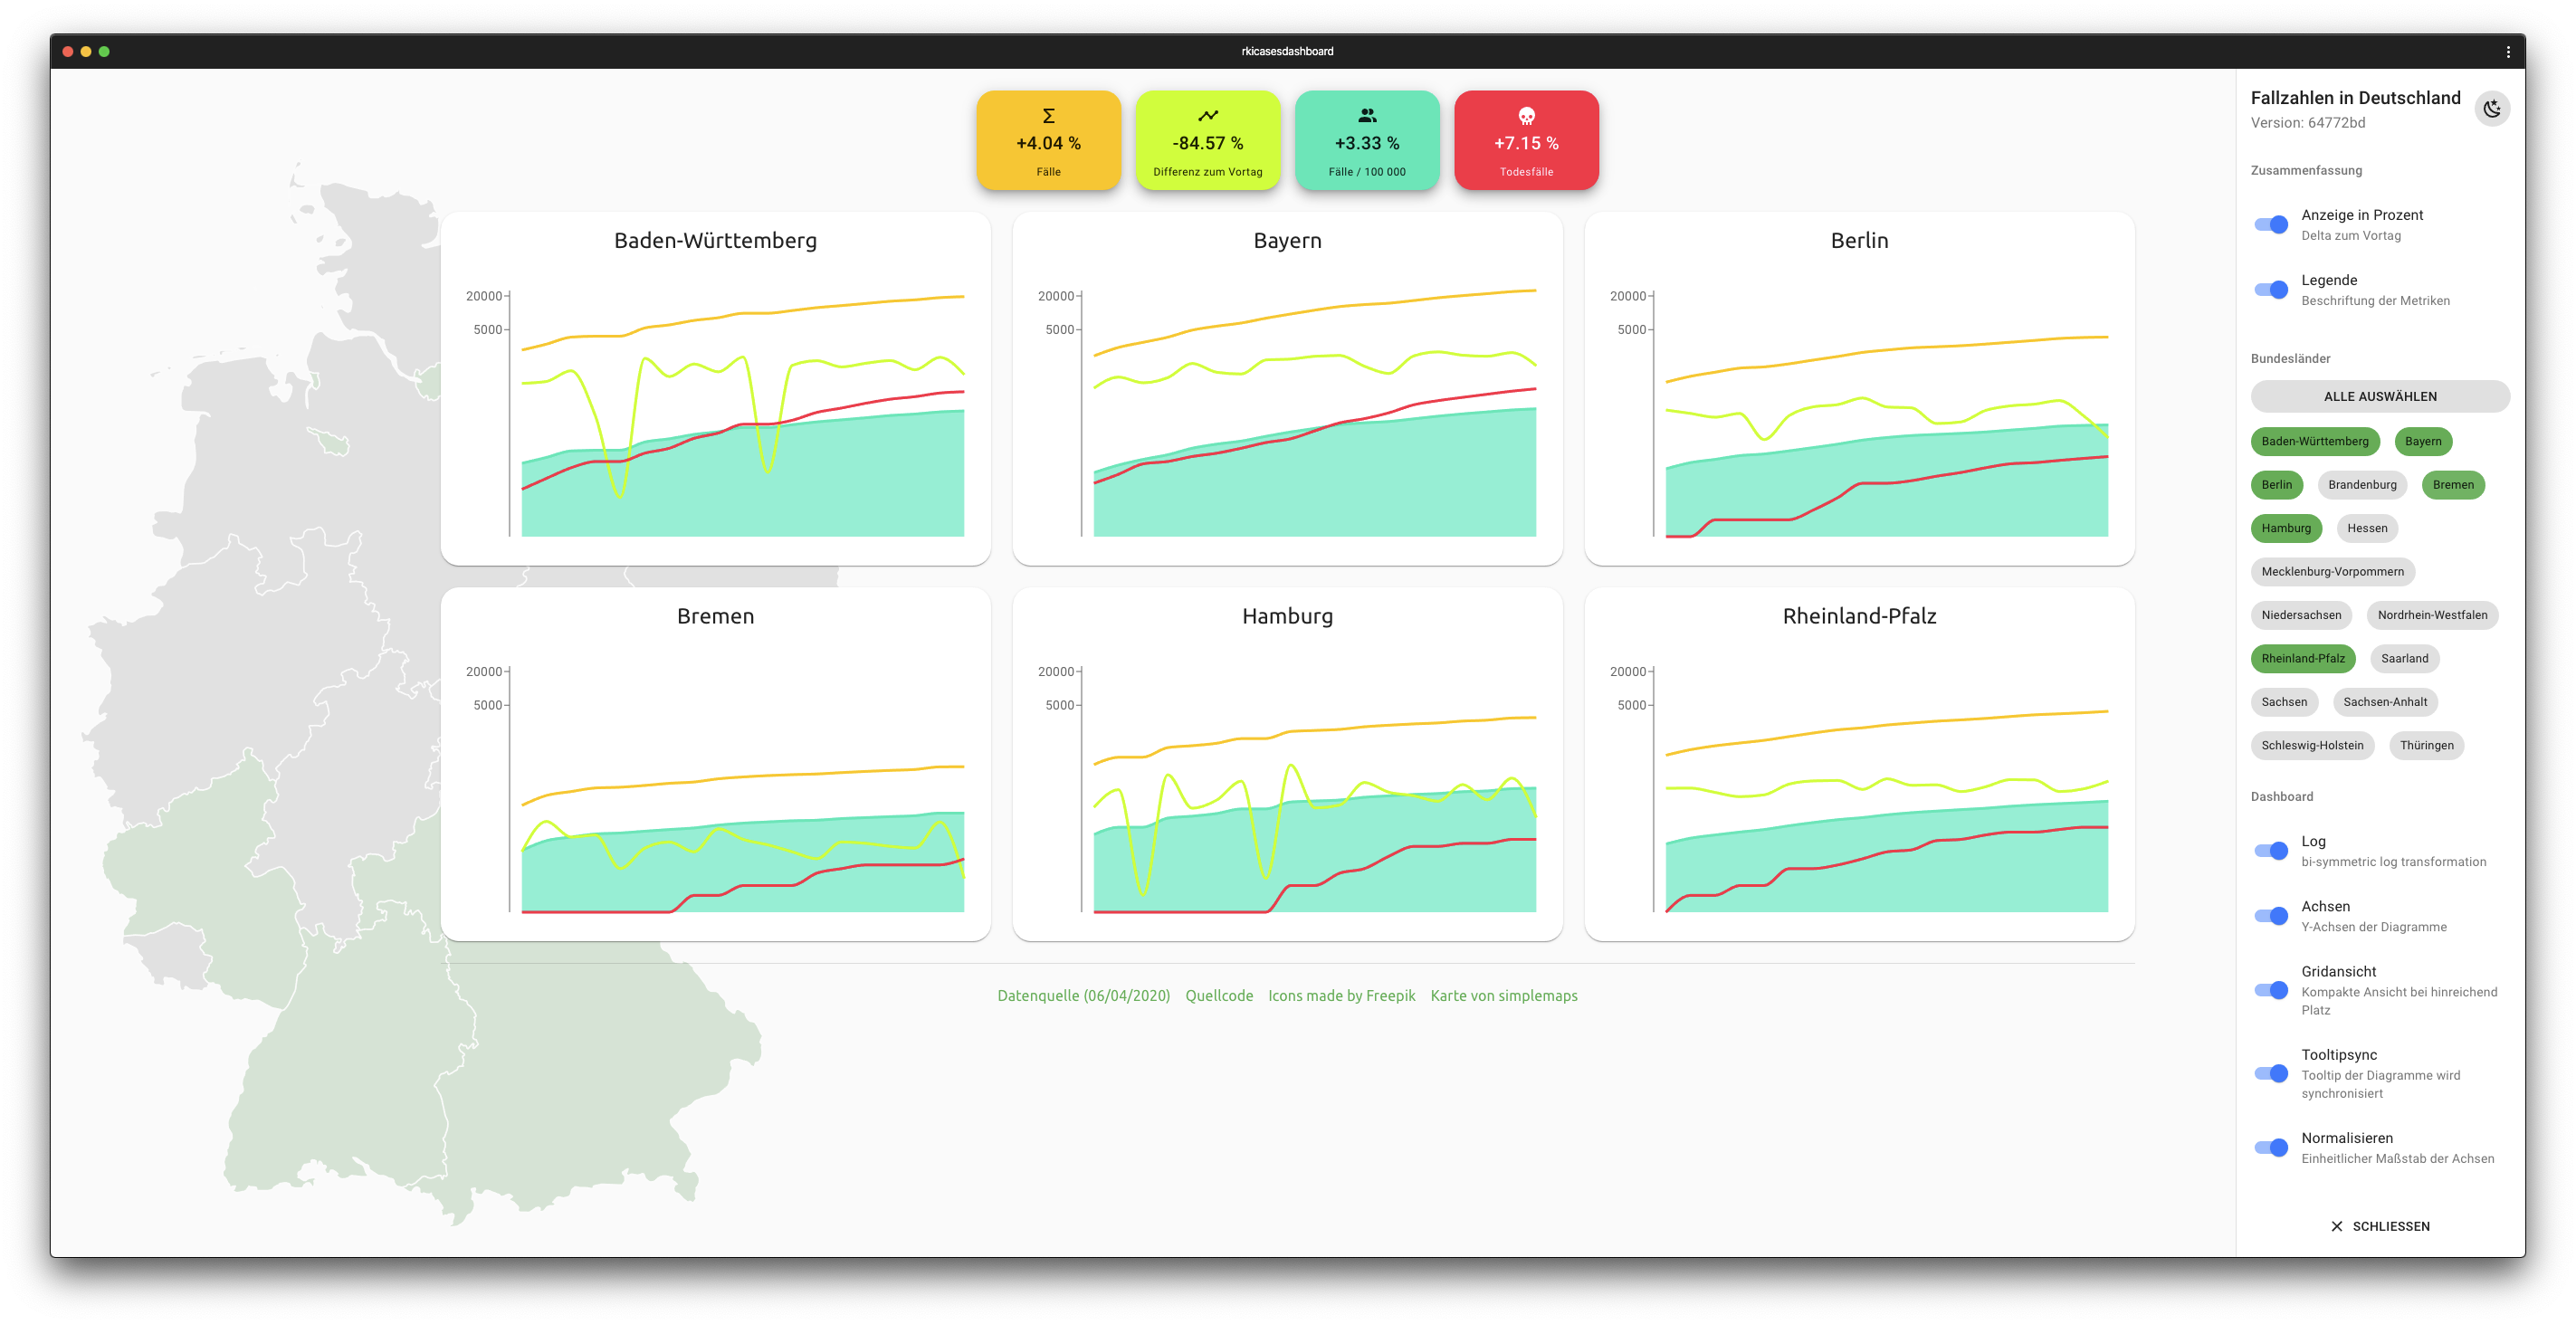 rkicasesdashboard
Σ
+4.04 %
Fälle
-84.57 %
Differenz zum Vortag
+3.33 %
Fälle / 100 000
+7.15 %
Todesfälle
Baden-Württemberg
20000
5000
Bayern
20000
5000
Berlin
20000
5000
Bremen
20000
5000
Hamburg
20000
5000
Rheinland-Pfalz
20000
5000
Datenquelle (06/04/2020) Quellcode Icons made by Freepik Karte von simplemaps
Fallzahlen in Deutschland
Version: 64772bd
Zusammenfassung
Anzeige in Prozent
Delta zum Vortag
Legende
Beschriftung der Metriken
Bundesländer
ALLE AUSWÄHLEN
Baden-Württemberg Bayern
Berlin Brandenburg Bremen
Hamburg Hessen
Mecklenburg-Vorpommern
Niedersachsen Nordrhein-Westfalen
Rheinland-Pfalz Saarland
Sachsen Sachsen-Anhalt
Schleswig-Holstein Thüringen
Dashboard
Log
bi-symmetric log transformation
Achsen
Y-Achsen der Diagramme
Gridansicht
Kompakte Ansicht bei hinreichend
Platz
Tooltipsync
Tooltip der Diagramme wird
synchronisiert
Normalisieren
Einheitlicher Maßstab der Achsen
SCHLIESSEN